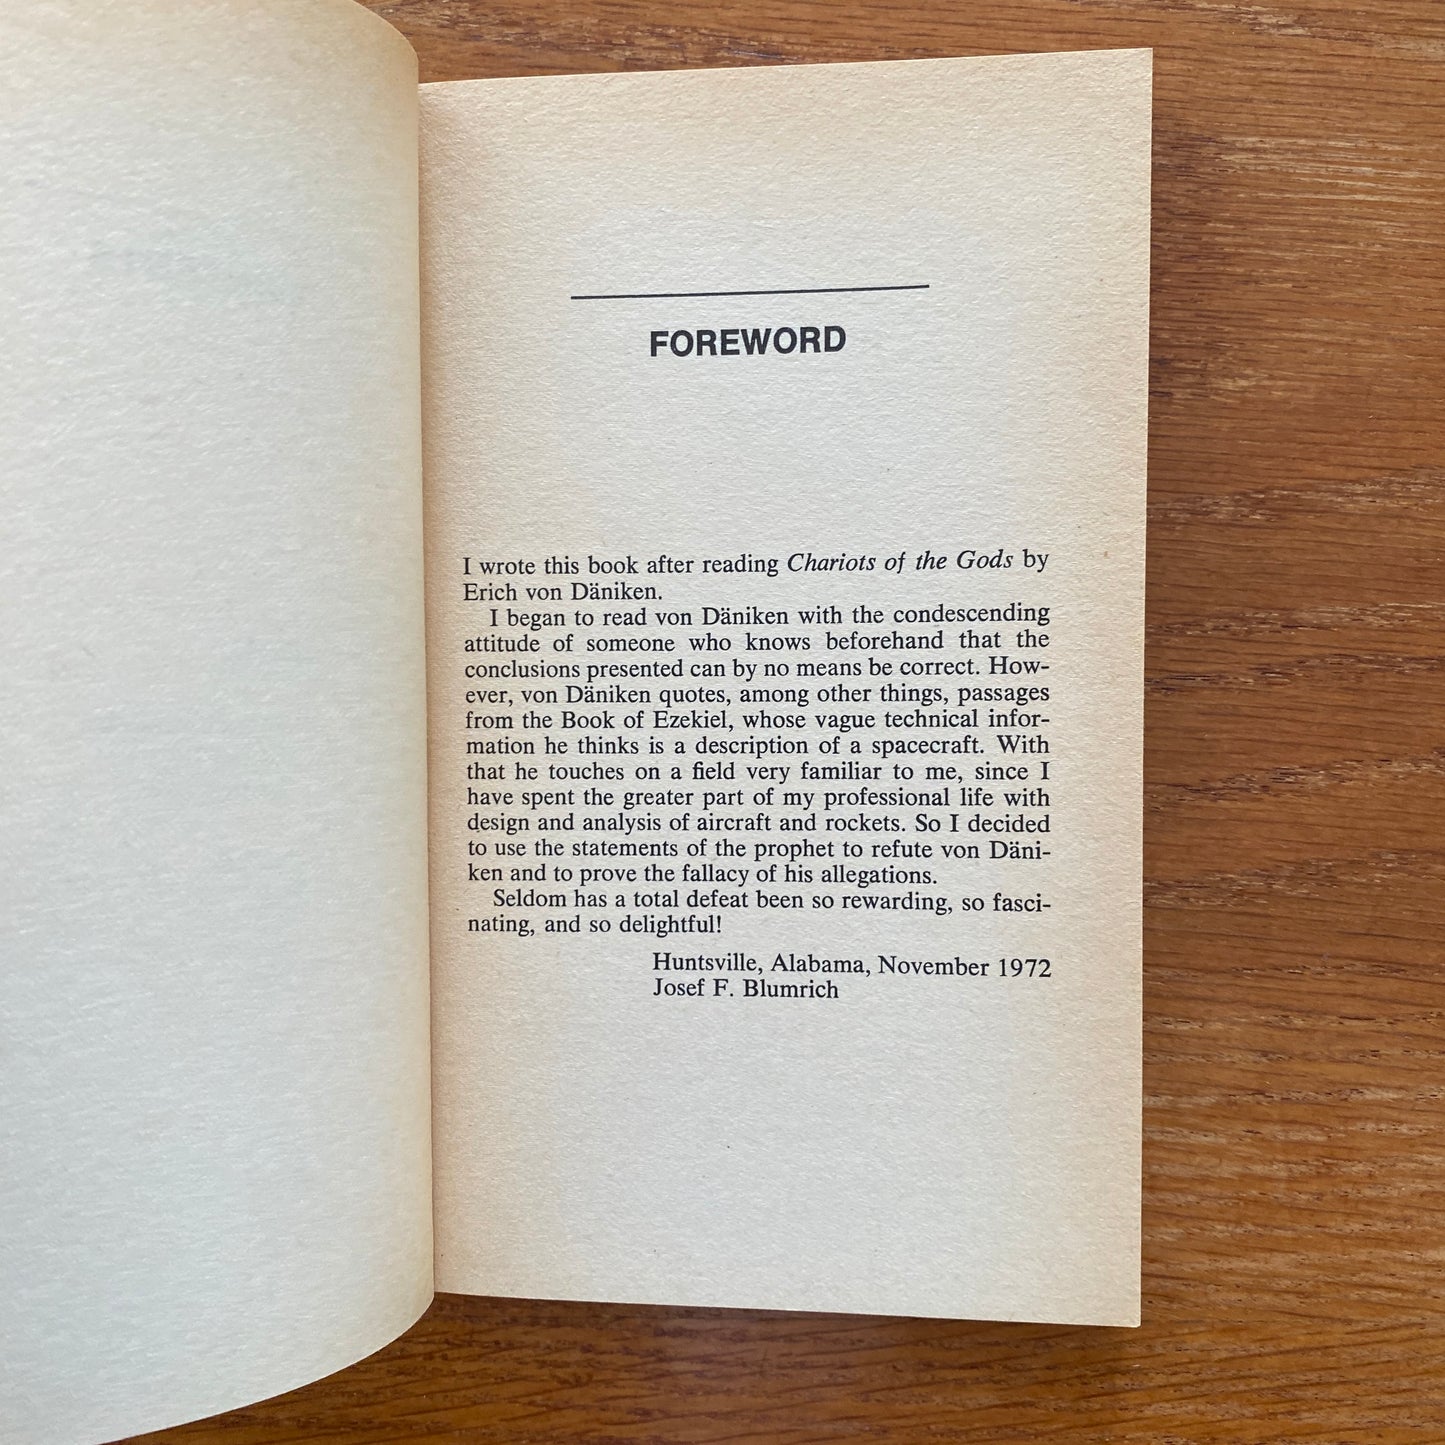 FOREWORD
I wrote this book after reading Chariots of the Gods by
Erich von Däniken.
I began to read von Däniken with the condescending
attitude of someone who knows beforehand that the
conclusions presented can by no means be correct. How-
ever, von Däniken quotes, among other things, passages
from the Book of Ezekiel, whose vague technical infor-
mation he thinks is a description of a spacecraft. With
that he touches on a field very familiar to me, since I
have spent the greater part of my professional life with
design and analysis of aircraft and rockets. So I decided
to use the statements of the prophet to refute von Däni-
ken and to prove the fallacy of his allegations.
Seldom has a total defeat been so rewarding, so fasci-
nating, and so delightful!
Huntsville, Alabama, November 1972
Josef F. Blumrich